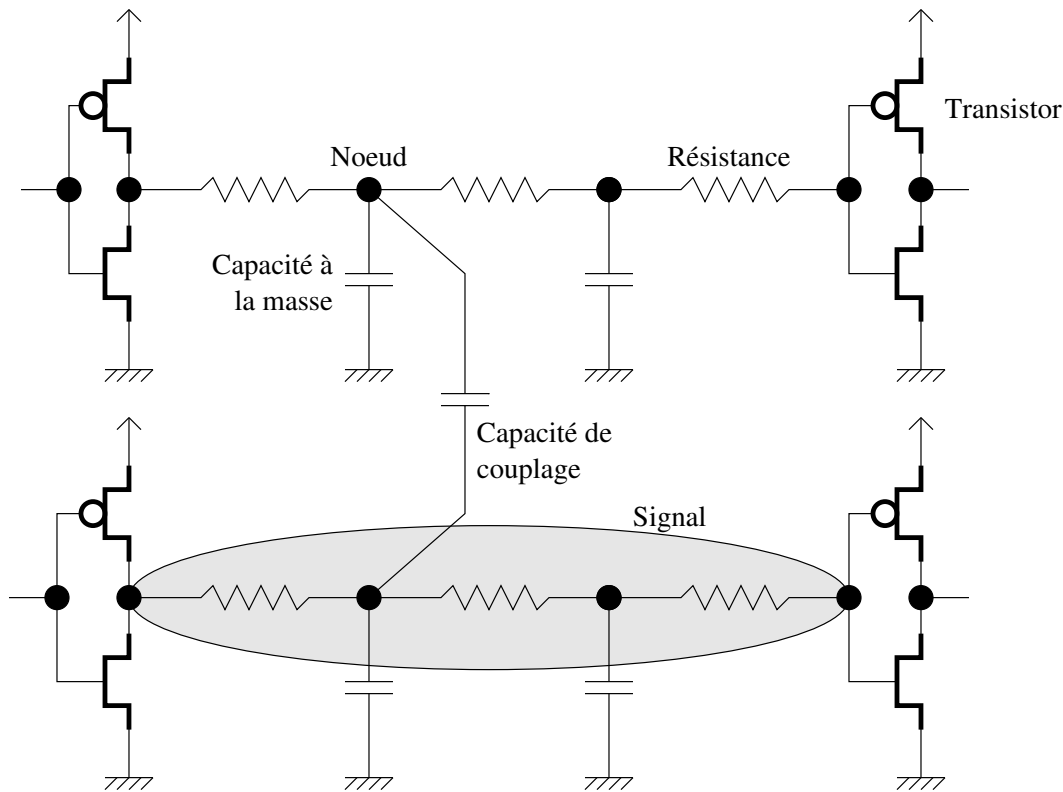 Transistor
Noeud
Résistance
Capacité à
la masse
Capacité de
couplage
Signal